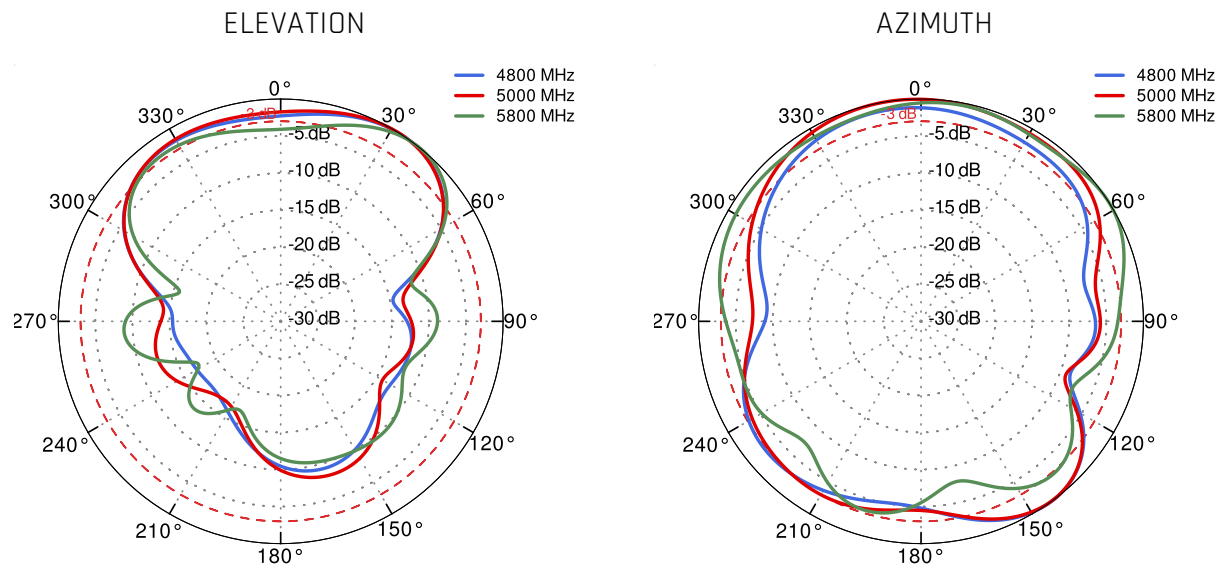 ELEVATION
4800 MHz
5000 MHz
5800 MHz
0°
330°
30°
-3 dB
-5 dB
-10 dB
300°
60°
-15 dB
-20 dB
-25 dB
270°
-30 dB
90°
240°
120°
210°
150°
180°
AZIMUTH
4800 MHz
5000 MHz
5800 MHz
0°
330°
30°
-3 dB
-5 dB
-10 dB
300°
60°
-15 dB
-20 dB
-25 dB
270°
-30 dB
90°
240°
120°
210°
150°
180°